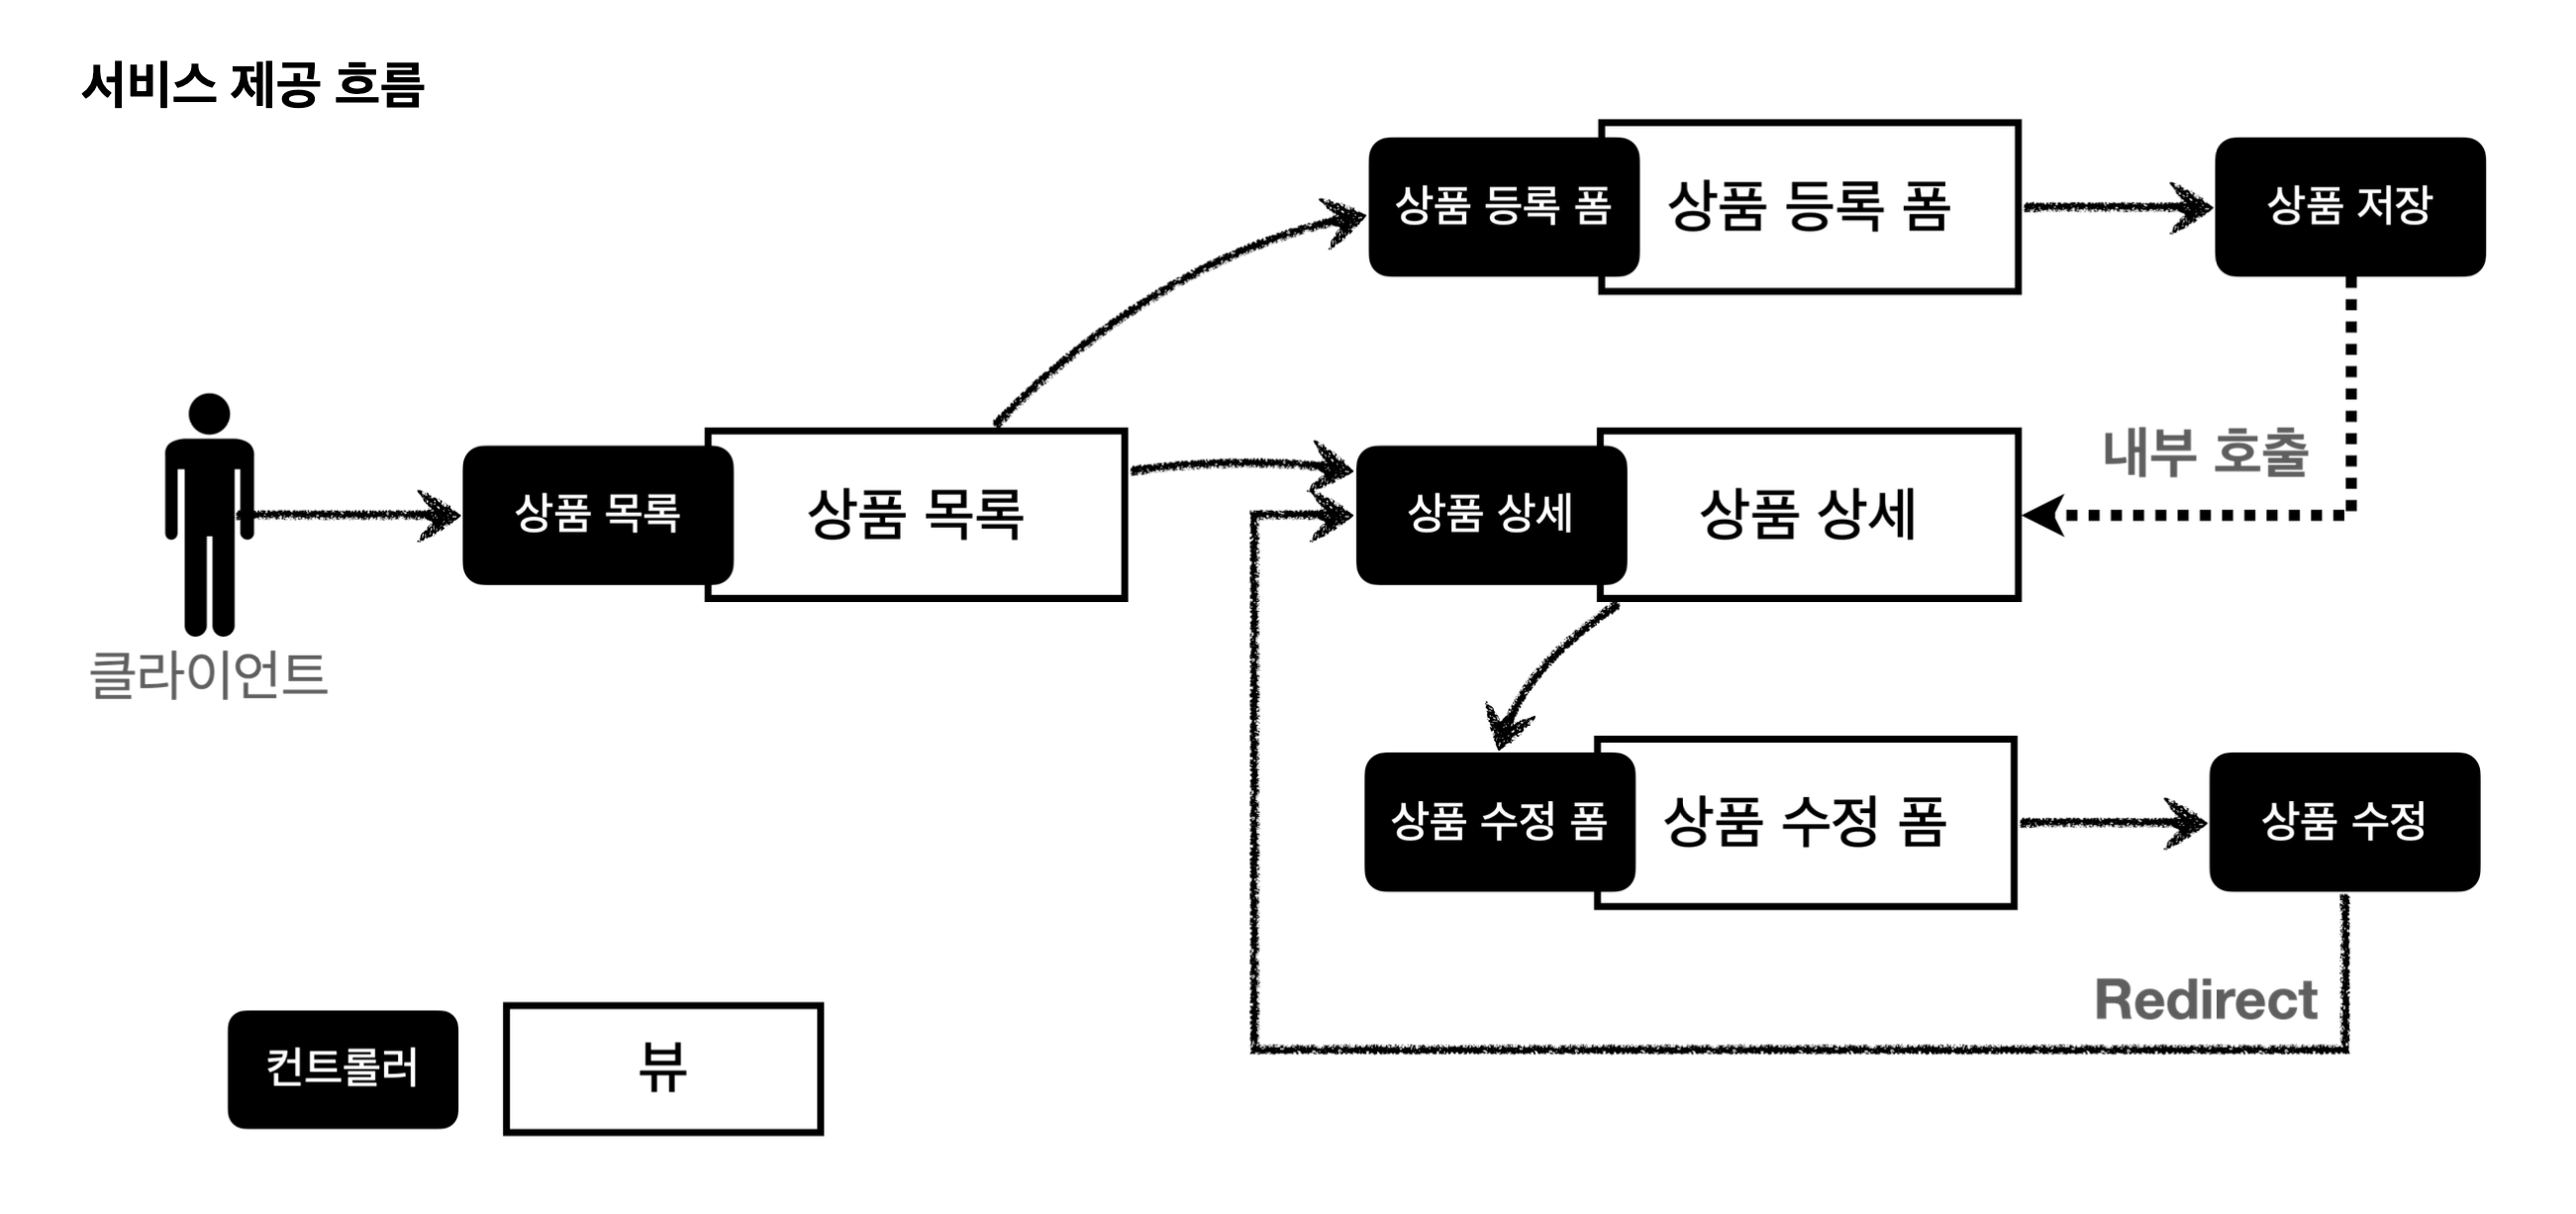 서비스 제공 흐름
상품 등록 폼
상품 등록 폼
상품 저장
내부 호출
상품 목록
상품 목록
상품 상세
상품 상세
클라이언트
상품 수정 폼
상품 수정 폼
상품 수정
Redirect
컨트롤러
뷰